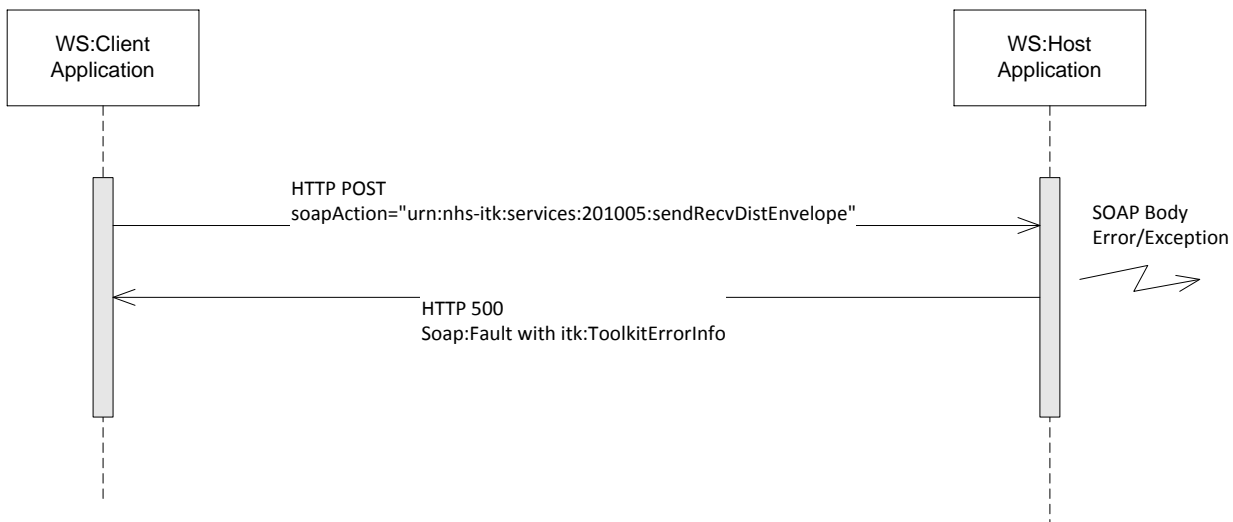 WS:Client
Application
WS:Host
Application
HTTP POST
soapAction="urn:nhs-itk:services:201005:sendRecvDistEnvelope"
SOAP Body
Error/Exception
HTTP 500
Soap:Fault with itk:ToolkitErrorInfo